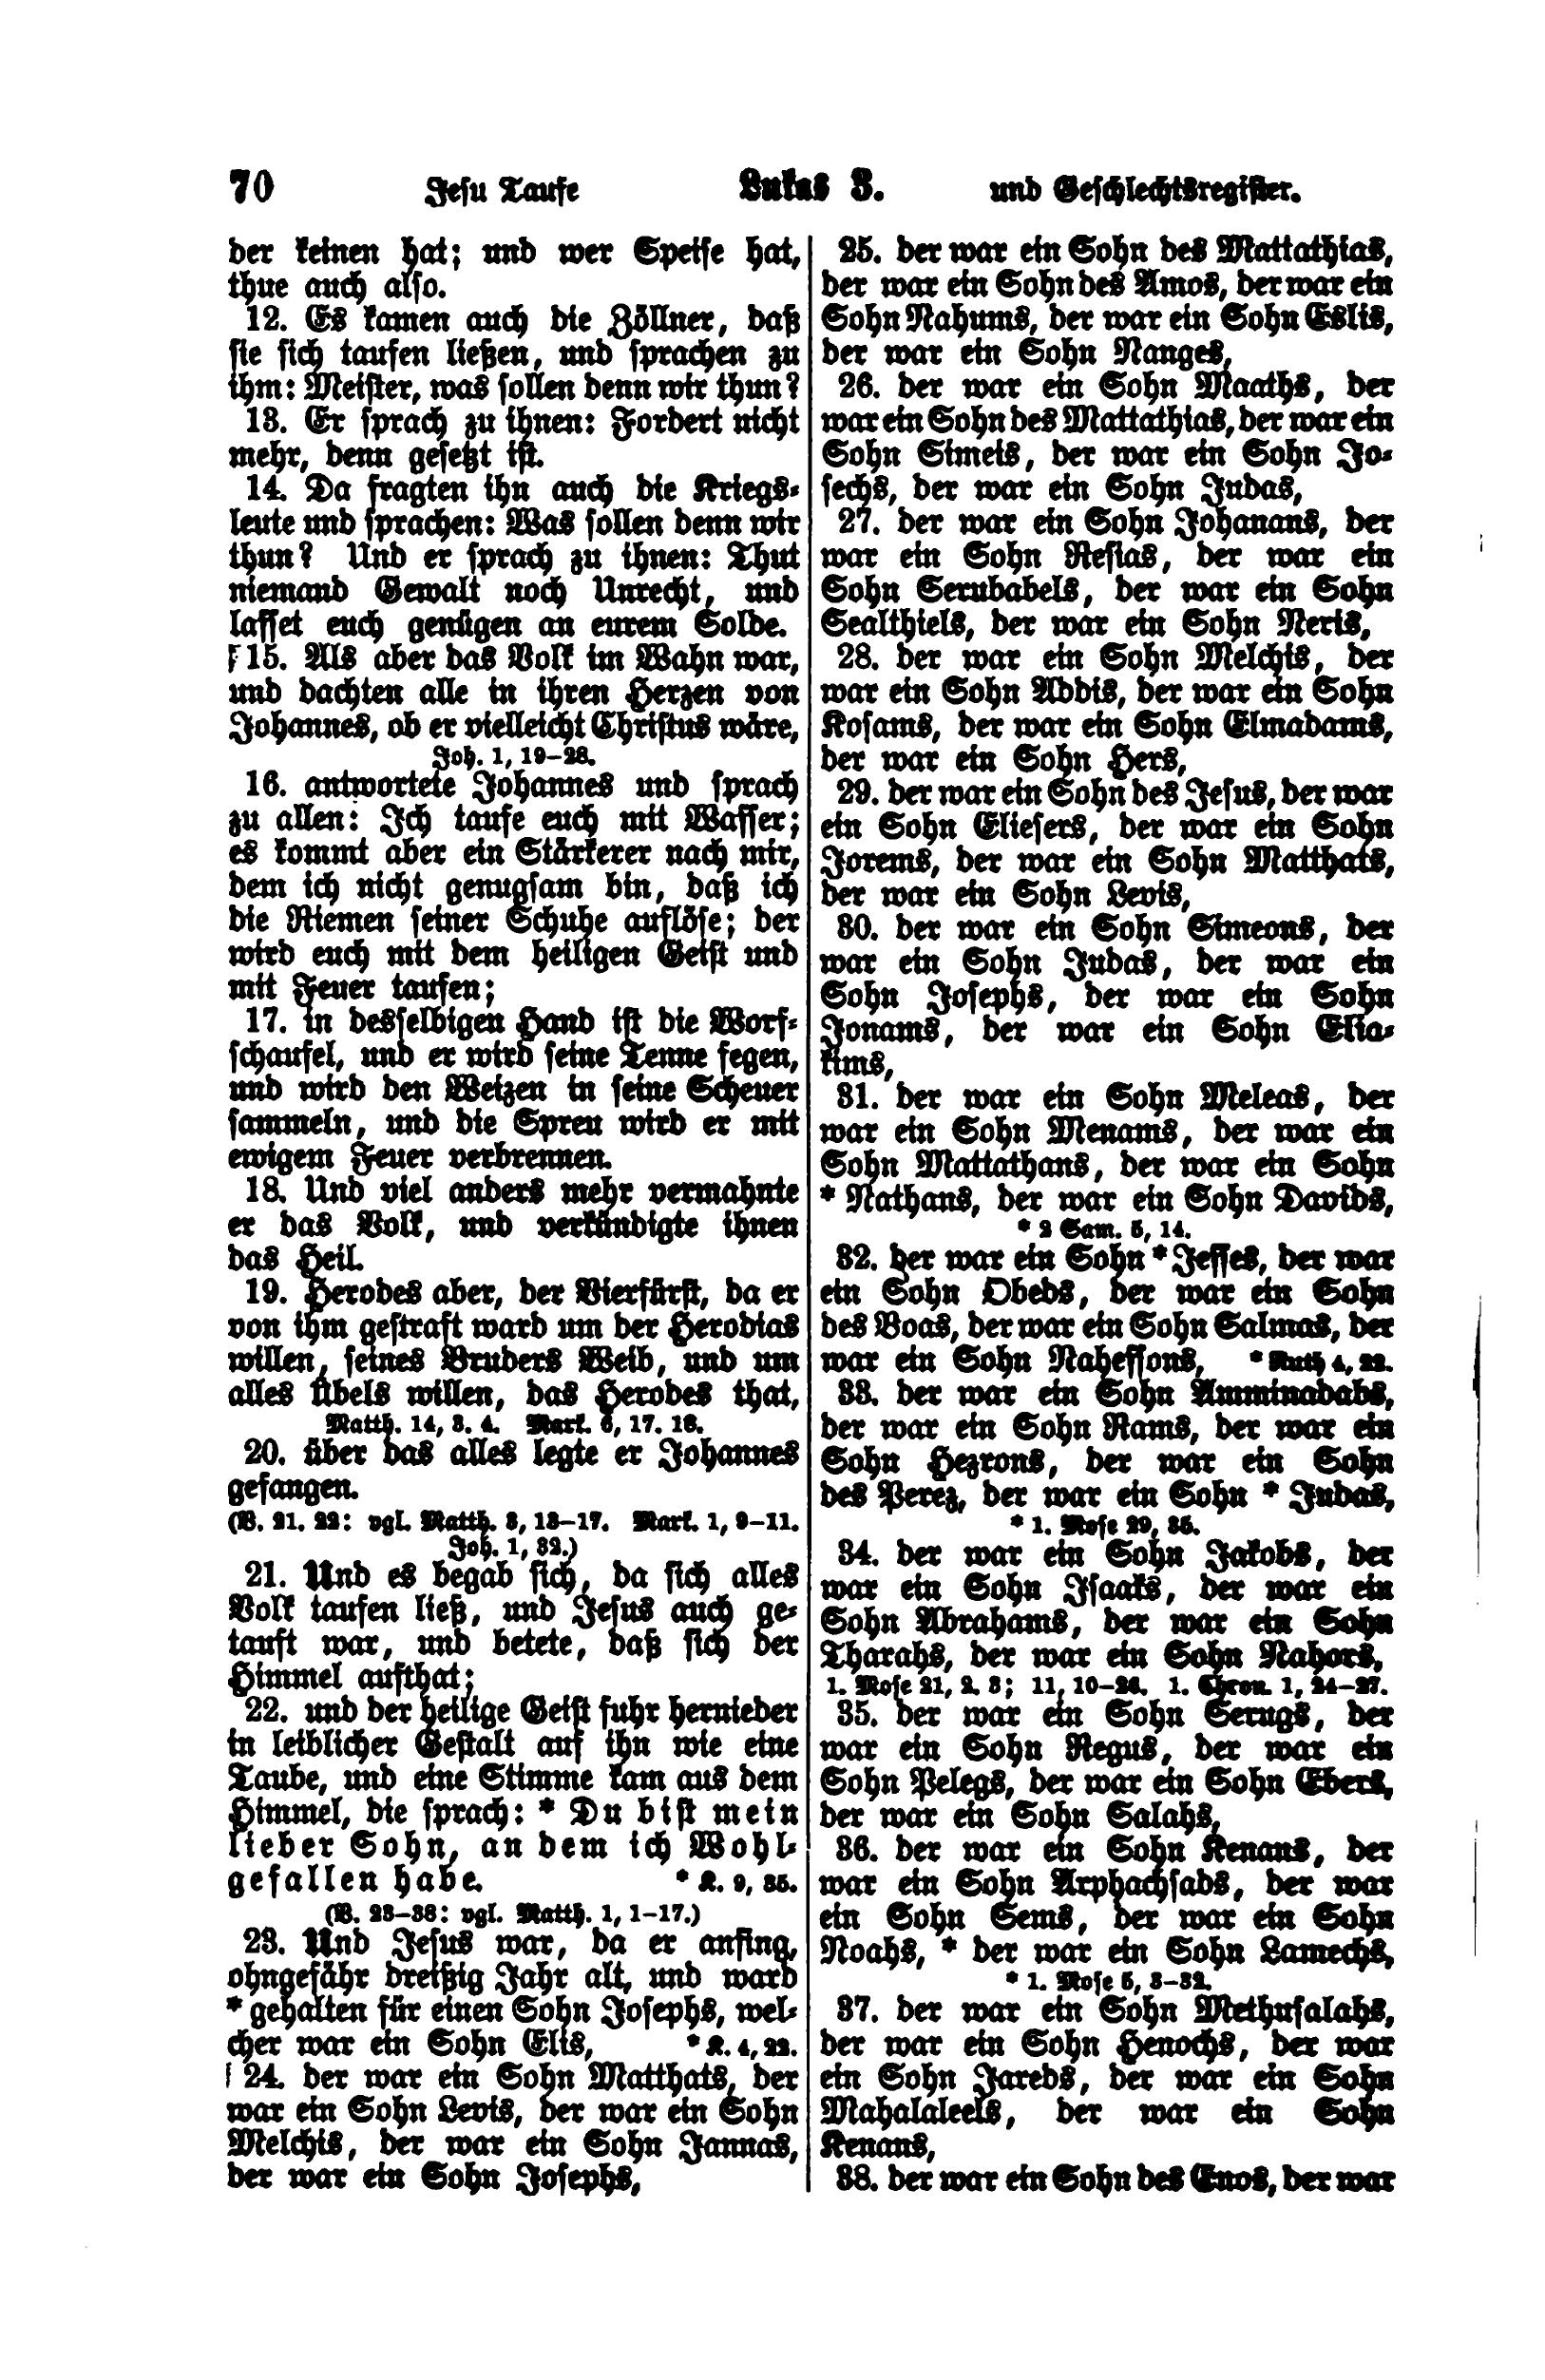 70 Jesu Taufe Lukas 3. und Geschlechtsregister.
der keinen hat; und wer Speise hat,
thue auch also.
12. Es kamen auch die Zöllner, daß
sie sich taufen ließen, und sprachen zu
ihm: Meister, was sollen denn wir thun?
13. Er sprach zu ihnen: Fordert nicht
mehr, denn gesetzt ist.
14. Da fragten ihn auch die Kriegs-
leute und sprachen: Was sollen denn wir
thun? Und er sprach zu ihnen: Thut
niemand Gewalt noch Unrecht, und
lasset euch genügen an eurem Solde.
15. Als aber das Volk im Wahn war,
und dachten alle in ihren Herzen von
Johannes, ob er vielleicht Christus wäre,
Joh. 1, 19–28.
16. antwortete Johannes und sprach
zu allen: Ich taufe euch mit Wasser;
es kommt aber ein Stärkerer nach mir,
dem ich nicht genugsam bin, daß ich
die Riemen seiner Schuhe auflöse; der
wird euch mit dem heiligen Geist und
mit Feuer taufen;
17. in desselbigen Hand ist die Worf-
schaufel, und er wird seine Tenne fegen,
und wird den Weizen in seine Scheuer
sammeln, und die Spreu wird er mit
ewigem Feuer verbrennen.
18. Und viel anders mehr vermahnte
er das Volk, und verkündigte ihnen
das Heil.
19. Herodes aber, der Vierfürst, da er
von ihm gestraft ward um der Herodias
willen, seines Bruders Weib, und um
alles Übels willen, das Herodes that,
Matth. 14, 3. 4. Mark. 6, 17. 18.
20. über das alles legte er Johannes
gefangen.
(V. 21. 22: vgl. Matth. 3, 13–17. Mark. 1, 9–11.
Joh. 1, 32.)
21. Und es begab sich, da sich alles
Volk taufen ließ, und Jesus auch ge-
tauft war, und betete, daß sich der
Himmel aufthat;
22. und der heilige Geist fuhr hernieder
in leiblicher Gestalt auf ihn wie eine
Taube, und eine Stimme kam aus dem
Himmel, die sprach: * Du bist mein
lieber Sohn, an dem ich Wohl-
gefallen habe. * K. 9, 35.
(V. 23–38: vgl. Matth. 1, 1–17.)
23. Und Jesus war, da er anfing,
ohngefähr dreißig Jahr alt, und ward
* gehalten für einen Sohn Josephs, wel-
cher war ein Sohn Elis, * K. 4, 22.
24. der war ein Sohn Matthats, der
war ein Sohn Levis, der war ein Sohn
Melchis, der war ein Sohn Jannas,
der war ein Sohn Josephs,
25. der war ein Sohn des Mattathias,
der war ein Sohn des Amos, der war ein
Sohn Nahums, der war ein Sohn Eslis,
der war ein Sohn Nanges,
26. der war ein Sohn Maaths, der
war ein Sohn des Mattathias, der war ein
Sohn Simeis, der war ein Sohn Jo-
sechs, der war ein Sohn Judas,
27. der war ein Sohn Johanans, der
war ein Sohn Resias, der war ein
Sohn Serubabels, der war ein Sohn
Sealthiels, der war ein Sohn Neris,
28. der war ein Sohn Melchis, der
war ein Sohn Addis, der war ein Sohn
Kosams, der war ein Sohn Elmadams,
der war ein Sohn Hers,
29. der war ein Sohn des Jesus, der war
ein Sohn Eliesers, der war ein Sohn
Jorems, der war ein Sohn Matthats,
der war ein Sohn Levis,
30. der war ein Sohn Simeons, der
war ein Sohn Judas, der war ein
Sohn Josephs, der war ein Sohn
Jonams, der war ein Sohn Elia-
kims,
31. der war ein Sohn Meleas, der
war ein Sohn Menams, der war ein
Sohn Mattathans, der war ein Sohn
* Nathans, der war ein Sohn Davids,
* 2 Sam. 5, 14.
32. der war ein Sohn * Jesses, der war
ein Sohn Obeds, der war ein Sohn
des Boas, der war ein Sohn Salmas, der
war ein Sohn Nahessons, * Ruth 4, 22.
33. der war ein Sohn Amminadabs,
der war ein Sohn Rams, der war ein
Sohn Hezrons, der war ein Sohn
des Perez, der war ein Sohn * Judas,
* 1. Mose 29, 35.
34. der war ein Sohn Jakobs, der
war ein Sohn Isaaks, der war ein
Sohn Abrahams, der war ein Sohn
Tharahs, der war ein Sohn Nahors,
1. Mose 21, 2. 3; 11, 10–26. 1. Chron. 1, 24–27.
35. der war ein Sohn Serugs, der
war ein Sohn Regus, der war ein
Sohn Pelegs, der war ein Sohn Ebers,
der war ein Sohn Salahs,
36. der war ein Sohn Kenans, der
war ein Sohn Arphachsads, der war
ein Sohn Sems, der war ein Sohn
Noahs, * der war ein Sohn Lamechs,
* 1. Mose 5, 3–32.
37. der war ein Sohn Methusalahs,
der war ein Sohn Henochs, der war
ein Sohn Jareds, der war ein Sohn
Mahalaleels, der war ein Sohn
Kenans,
38. der war ein Sohn des Enos, der war